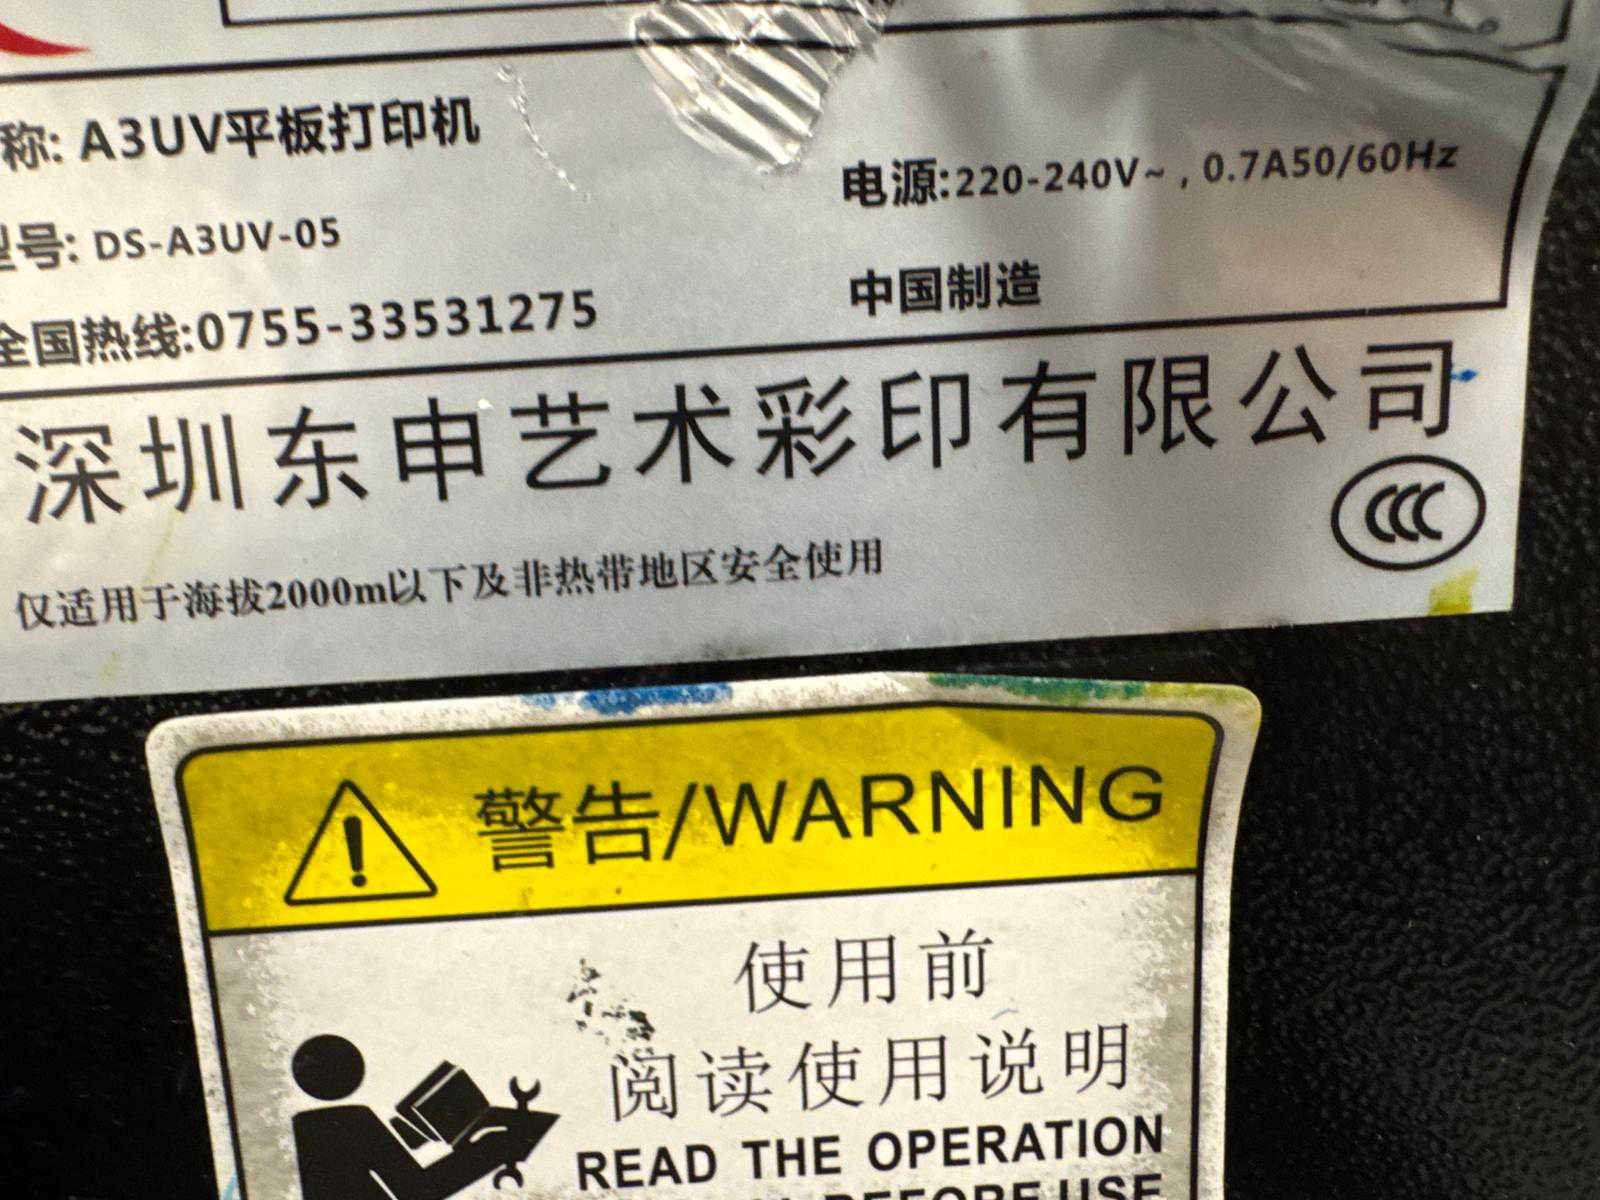 称: A3UV平板打印机
型号: DS-A3UV-05
全国热线:0755-33531275
电源:220-240V~ , 0.7A50/60Hz
中国制造
深圳东申艺术彩印有限公司
CCC
仅适用于海拔2000m以下及非热带地区安全使用
警告/WARNING
使用前
阅读使用说明
READ THE OPERATION
BEFORE USE